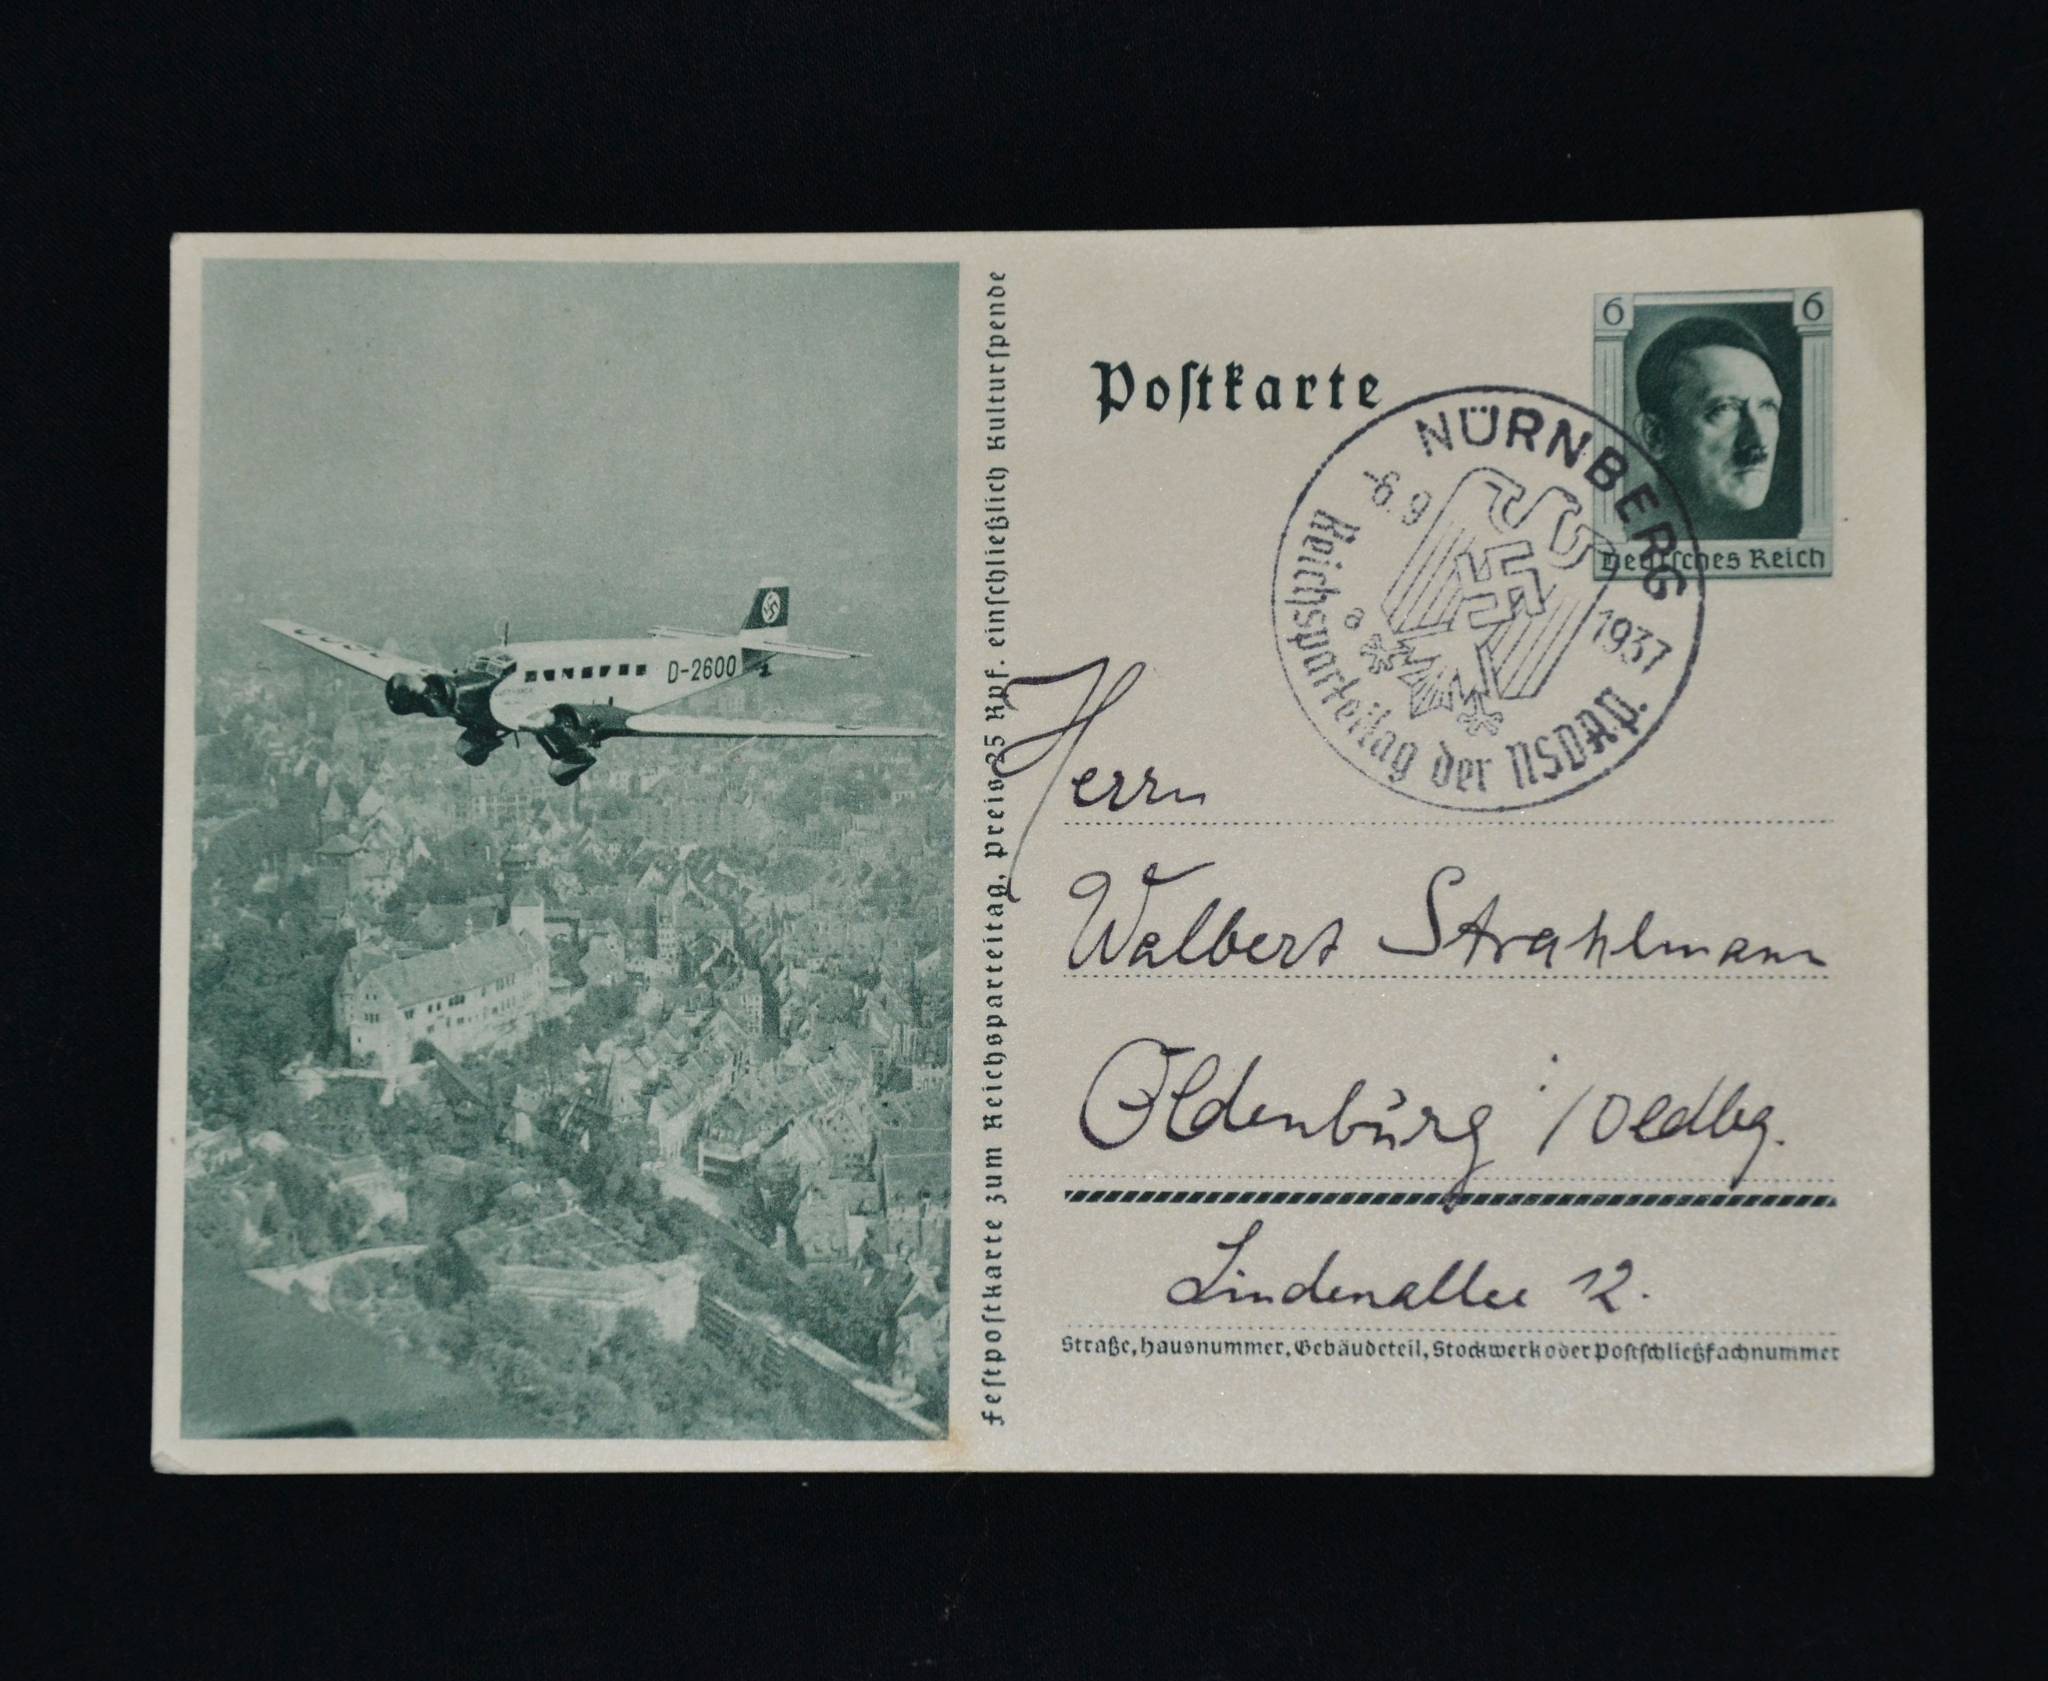 D-2600
Festpostkarte zum Reichsparteitag, Preis 25 Rpf. einschließlich Kulturspende
Postkarte
6 6
Deutsches Reich
NÜRNBERG
-6.9
1937
a
Reichsparteitag der NSDAP.
Herrn
Walbert Strahlmann
Oldenburg i/Oldbg.
Lindenallee 12.
Straße, Hausnummer, Gebäudeteil, Stockwerk oder Postschließfachnummer